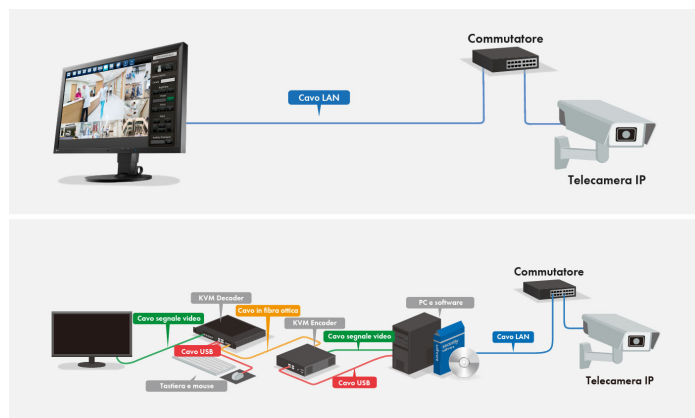 Commutatore
Cavo LAN
Telecamera IP
Commutatore
KVM Decoder
Cavo in fibra ottica
PC e software
Cavo segnale video
KVM Encoder
Cavo segnale video
Cavo LAN
Cavo USB
Tastiera e mouse
Cavo USB
Telecamera IP